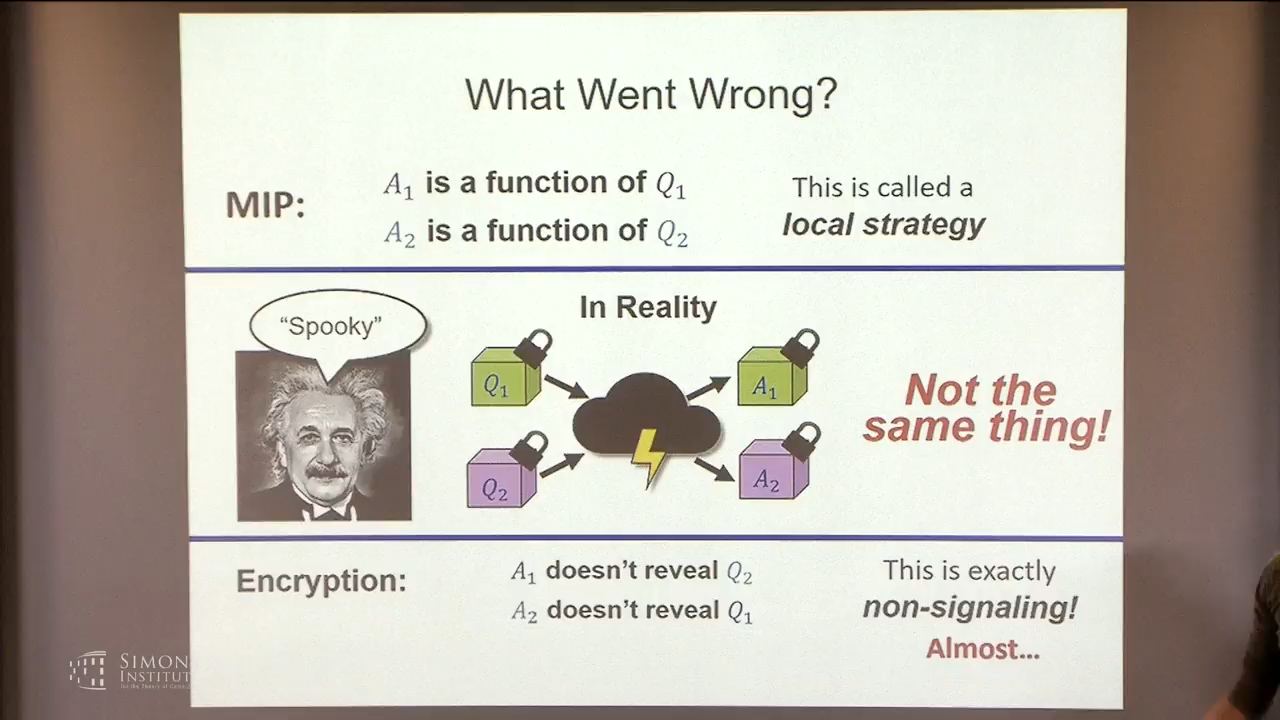 What Went Wrong?
MIP:
A₁ is a function of Q₁
A₂ is a function of Q₂
This is called a
local strategy
"Spooky"
In Reality
Q₁
A₁
Q₂
A₂
Not the
same thing!
Encryption:
A₁ doesn't reveal Q₂
A₂ doesn't reveal Q₁
This is exactly
non-signaling!
Almost...
SIMON
INSTITUT